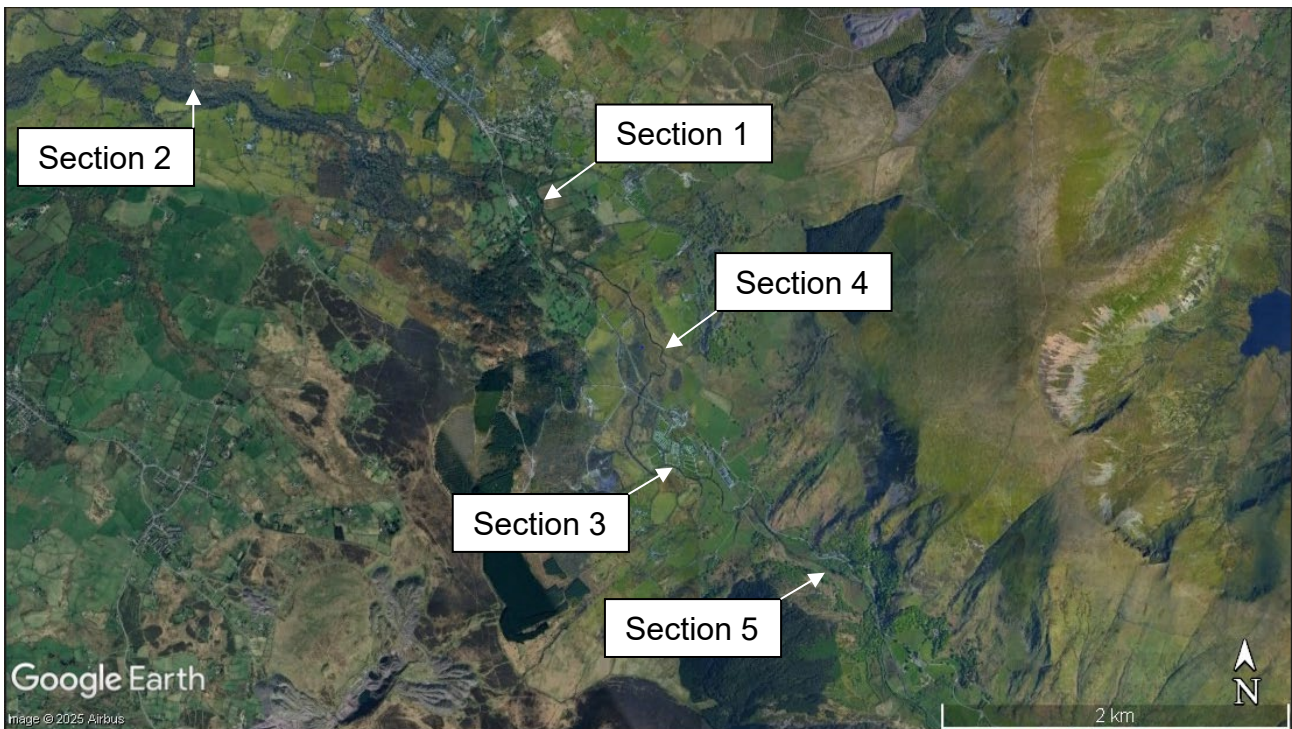 Section 1
Section 2
Section 4
Section 3
Section 5
Google Earth
N
Image © 2025 Airbus
2 km